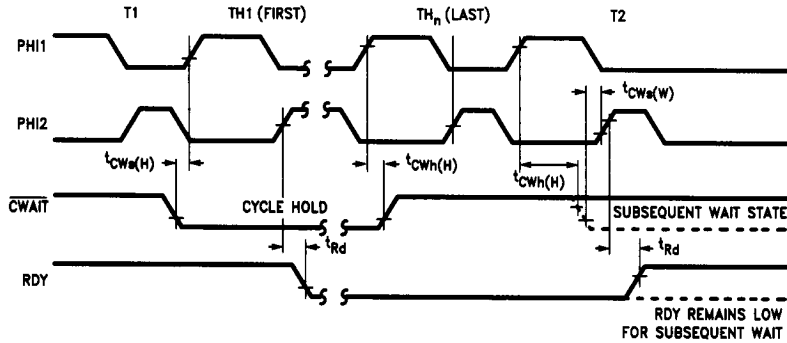 T1 TH1 (FIRST) THn (LAST) T2
PHI1
tCWs(W)
PHI2
tCWs(H) tCWh(H)
tCWh(H)
CWAIT CYCLE HOLD SUBSEQUENT WAIT STATE
tRd tRd
RDY
RDY REMAINS LOW
FOR SUBSEQUENT WAIT